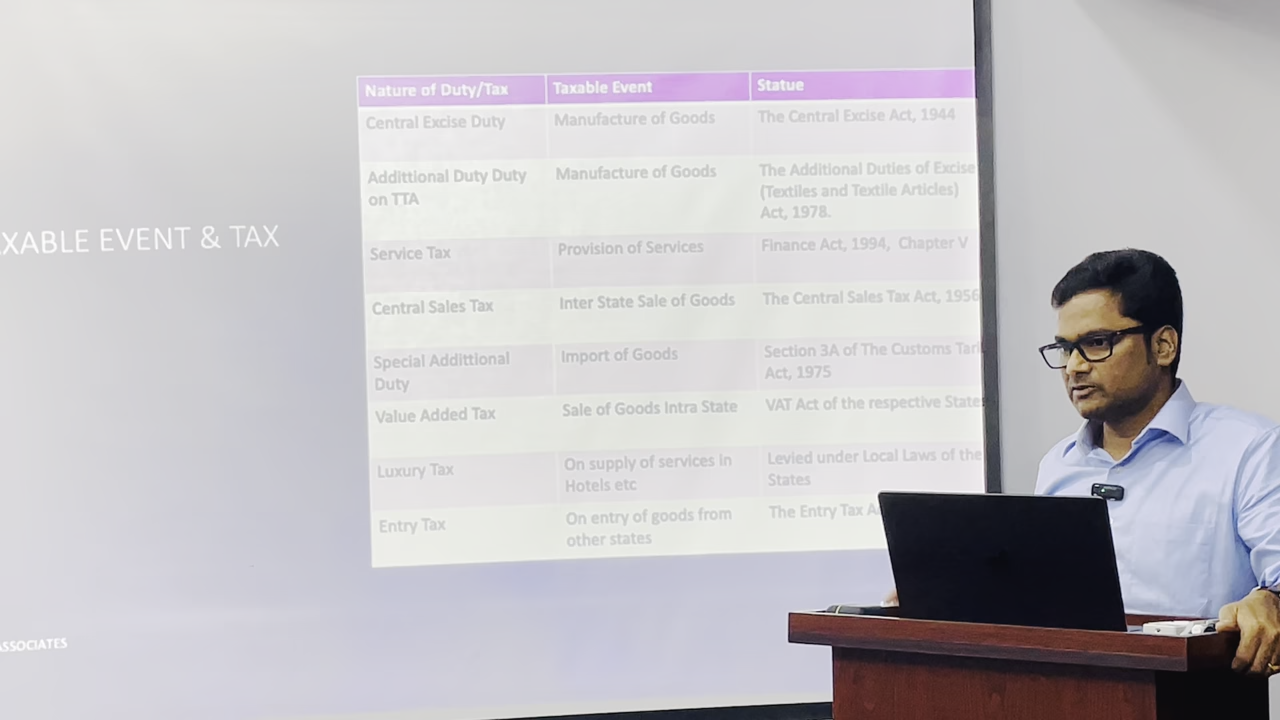 AXABLE EVENT & TAX
Nature of Duty/Tax
Taxable Event
Statue
Central Excise Duty
Manufacture of Goods
The Central Excise Act, 1944
Addittional Duty Duty
on TTA
Manufacture of Goods
The Additional Duties of Excise
(Textiles and Textile Articles)
Act, 1978.
Service Tax
Provision of Services
Finance Act, 1994, Chapter V
Central Sales Tax
Inter State Sale of Goods
The Central Sales Tax Act, 1956
Special Addittional
Duty
Import of Goods
Section 3A of The Customs Tari
Act, 1975
Value Added Tax
Sale of Goods Intra State
VAT Act of the respective State
Luxury Tax
On supply of services in
Hotels etc
Levied under Local Laws of the
States
Entry Tax
On entry of goods from
other states
The Entry Tax
ASSOCIATES